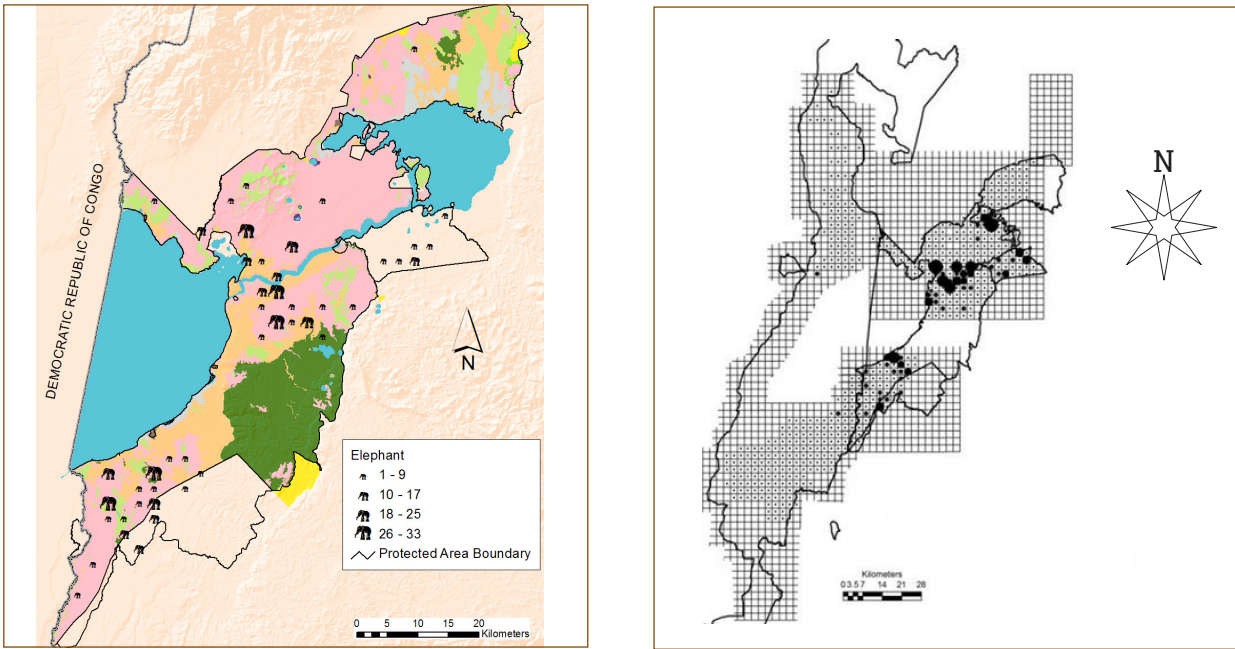 DEMOCRATIC REPUBLIC OF CONGO
N
Elephant
1 - 9
10 - 17
18 - 25
26 - 33
Protected Area Boundary
0 5 10 20
Kilometers
N
Kilometers
0 3.5 7 14 21 28